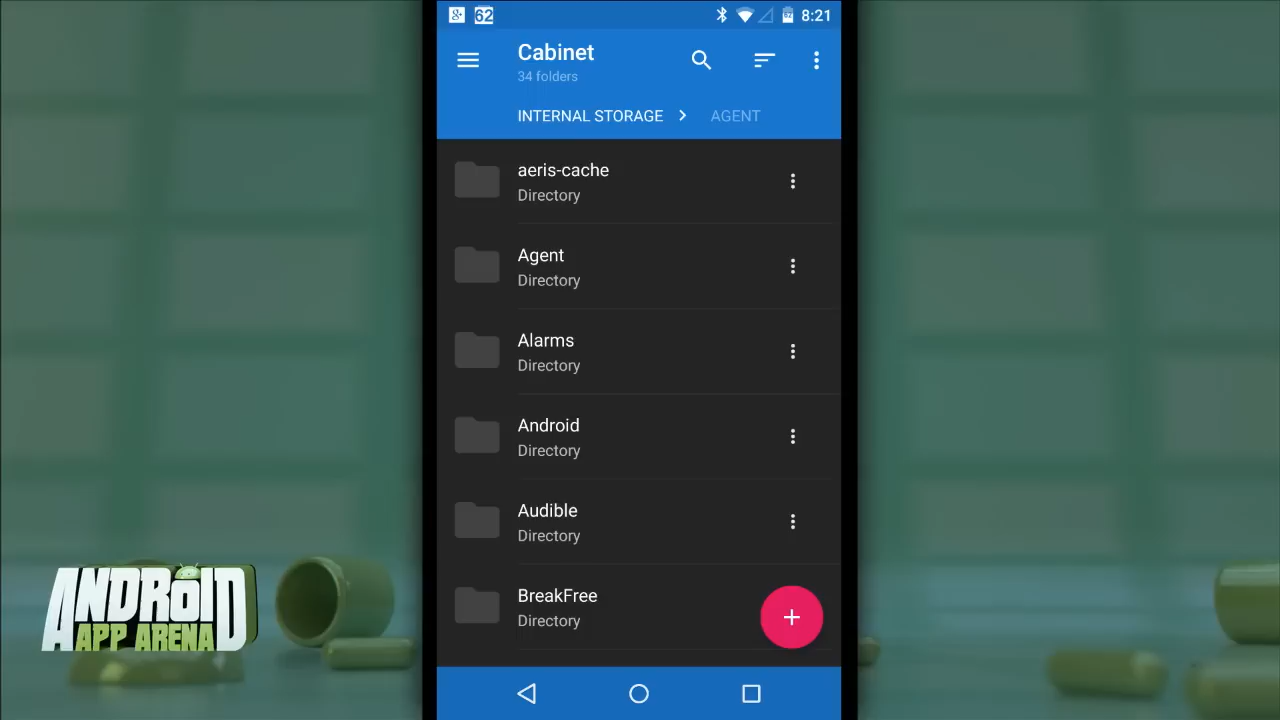 62
8:21
Cabinet
34 folders
INTERNAL STORAGE
AGENT
aeris-cache
Directory
Agent
Directory
Alarms
Directory
Android
Directory
Audible
Directory
BreakFree
Directory
ANDROID
APP ARENA